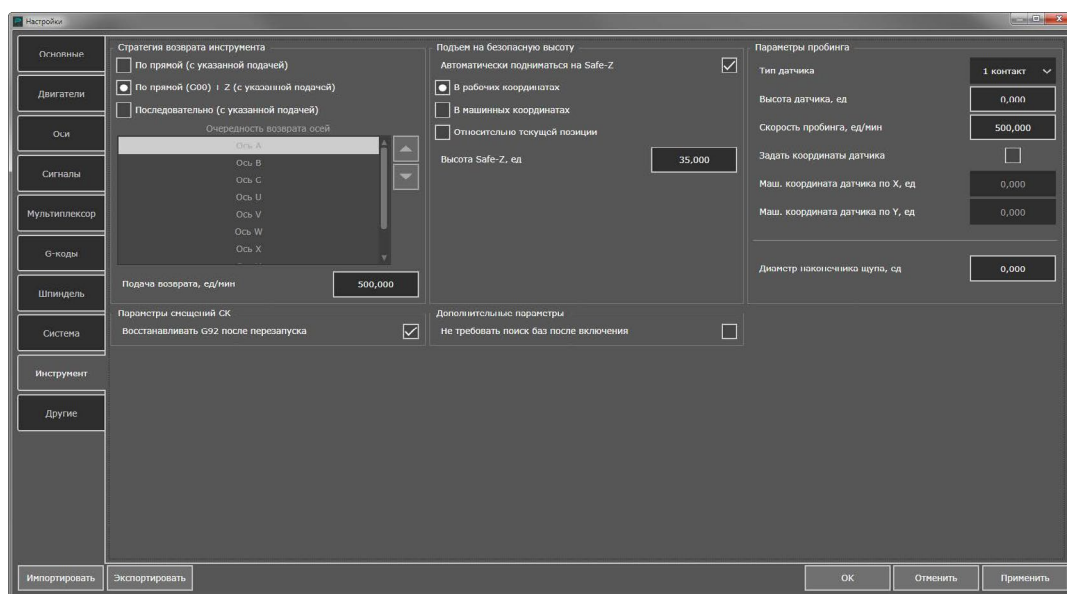 Настройки
Основные
Двигатели
Оси
Сигналы
Мультиплексор
G-коды
Шпиндель
Система
Инструмент
Другие
Стратегия возврата инструмента
По прямой (с указанной подачей)
По прямой (G00) + Z (с указанной подачей)
Последовательно (с указанной подачей)
Очередность возврата осей
Ось A
Ось B
Ось C
Ось U
Ось V
Ось W
Ось X
Подача возврата, ед/мин 500,000
Подъем на безопасную высоту
Автоматически подниматься на Safe-Z
В рабочих координатах
В машинных координатах
Относительно текущей позиции
Высота Safe-Z, ед 35,000
Параметры пробинга
Тип датчика 1 контакт
Высота датчика, ед 0,000
Скорость пробинга, ед/мин 500,000
Задать координаты датчика
Маш. координата датчика по X, ед 0,000
Маш. координата датчика по Y, ед 0,000
Диаметр наконечника щупа, ед 0,000
Параметры смещений СК
Восстанавливать G92 после перезапуска
Дополнительные параметры
Не требовать поиск баз после включения
Импортировать Экспортировать OK Отменить Применить